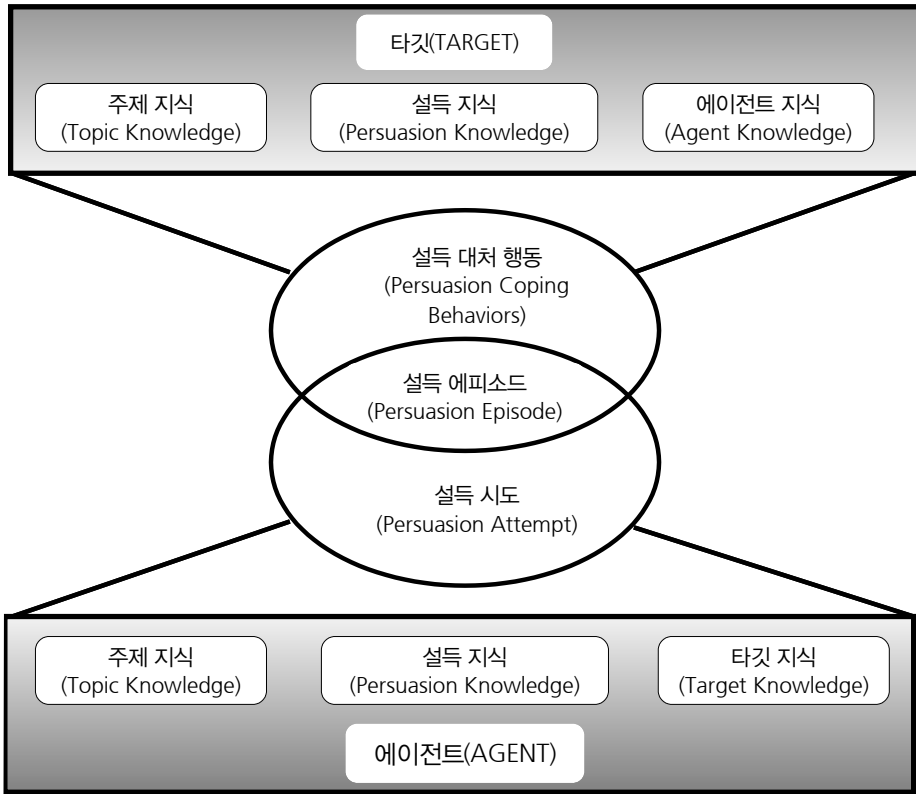 타깃(TARGET)
주제 지식
(Topic Knowledge)
설득 지식
(Persuasion Knowledge)
에이전트 지식
(Agent Knowledge)
설득 대처 행동
(Persuasion Coping
Behaviors)
설득 에피소드
(Persuasion Episode)
설득 시도
(Persuasion Attempt)
주제 지식
(Topic Knowledge)
설득 지식
(Persuasion Knowledge)
타깃 지식
(Target Knowledge)
에이전트(AGENT)